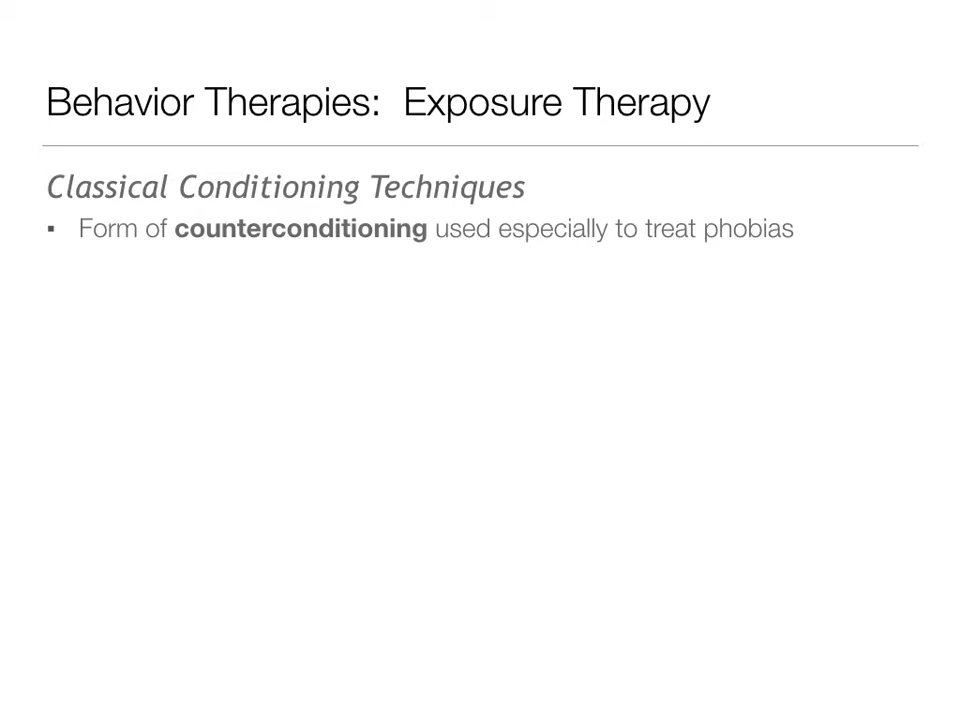 Behavior Therapies:  Exposure Therapy
Classical Conditioning Techniques
▪ Form of counterconditioning used especially to treat phobias